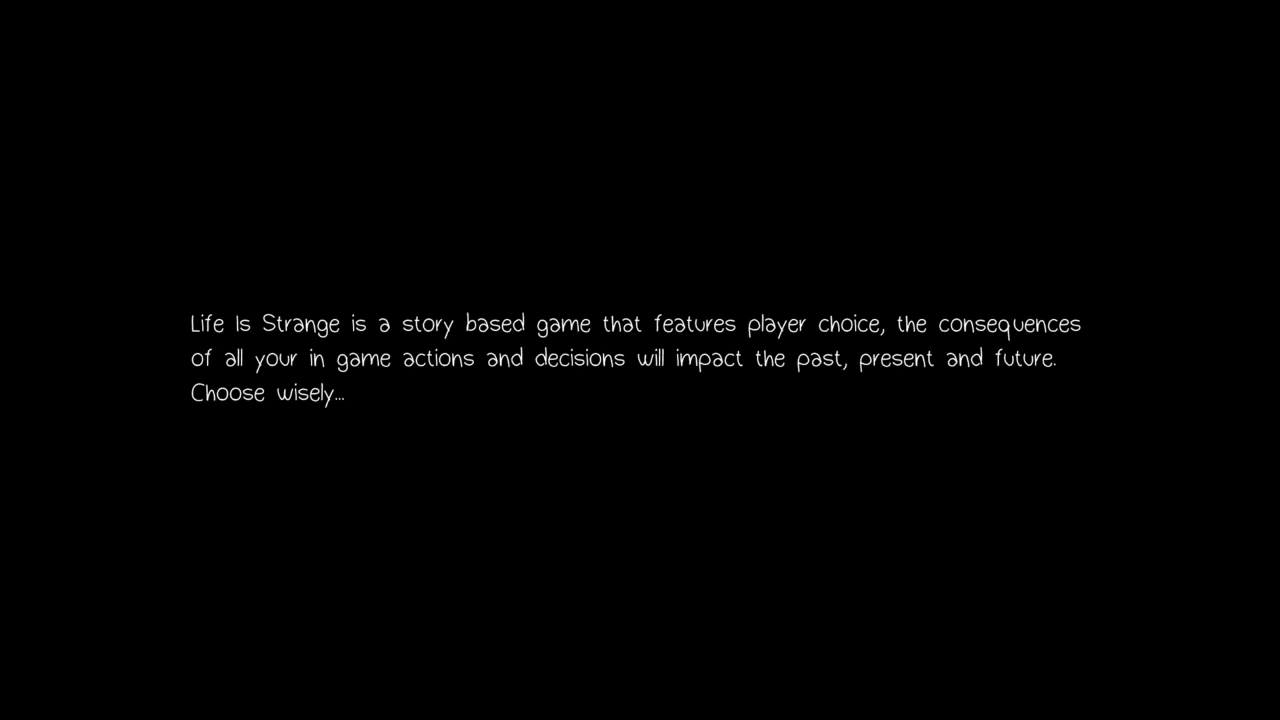 Life Is Strange is a story based game that features player choice, the consequences
of all your in game actions and decisions will impact the past, present and future.
Choose wisely...